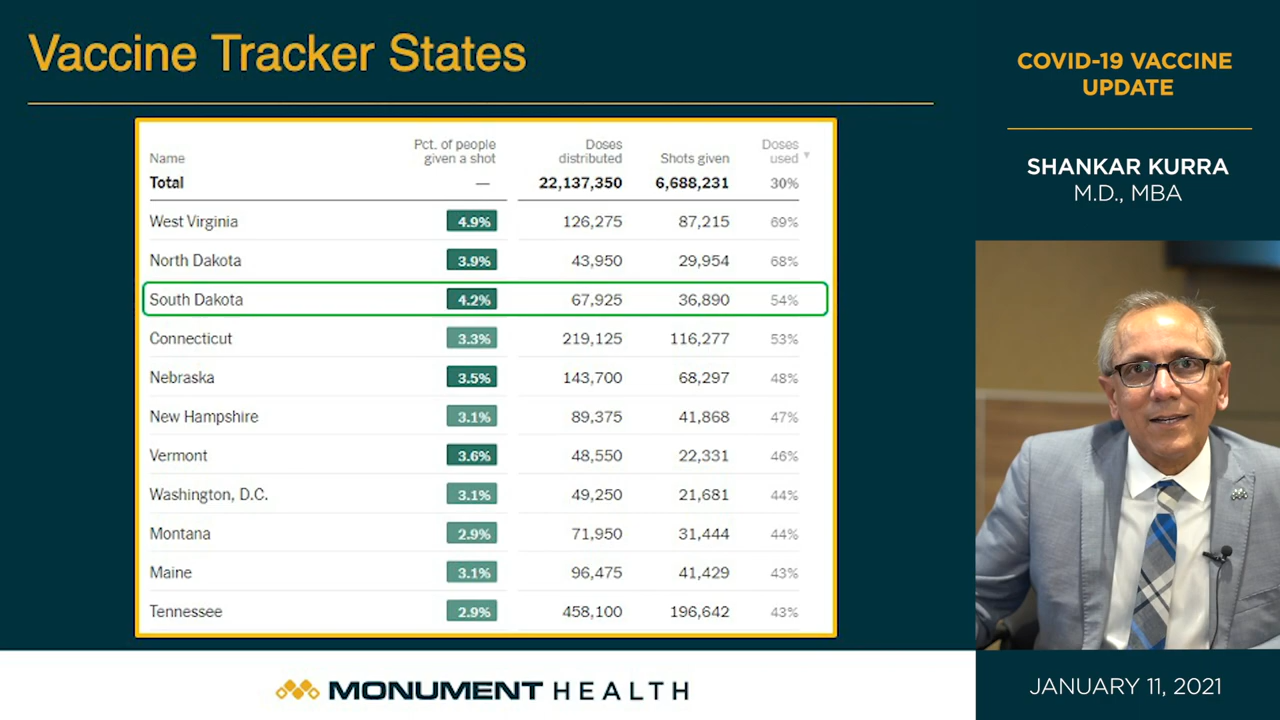 Vaccine Tracker States
Pct. of people given a shot
Doses distributed
Doses used
Name Shots given
Total — 22,137,350 6,688,231 30%
West Virginia 4.9% 126,275 87,215 69%
North Dakota 3.9% 43,950 29,954 68%
South Dakota 4.2% 67,925 36,890 54%
Connecticut 3.3% 219,125 116,277 53%
Nebraska 3.5% 143,700 68,297 48%
New Hampshire 3.1% 89,375 41,868 47%
Vermont 3.6% 48,550 22,331 46%
Washington, D.C. 3.1% 49,250 21,681 44%
Montana 2.9% 71,950 31,444 44%
Maine 3.1% 96,475 41,429 43%
Tennessee 2.9% 458,100 196,642 43%
MONUMENT HEALTH
COVID-19 VACCINE
UPDATE
SHANKAR KURRA
M.D., MBA
JANUARY 11, 2021